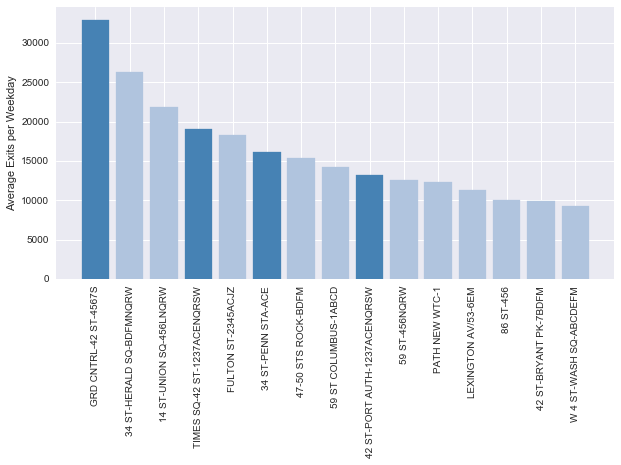 Average Exits per Weekday
30000
25000
20000
15000
10000
5000
0
GRD CNTRL-42 ST-4567S
34 ST-HERALD SQ-BDFMNQRW
14 ST-UNION SQ-456LNQRW
TIMES SQ-42 ST-1237ACENQRSW
FULTON ST-2345ACJZ
34 ST-PENN STA-ACE
47-50 STS ROCK-BDFM
59 ST COLUMBUS-1ABCD
42 ST-PORT AUTH-1237ACENQRSW
59 ST-456NQRW
PATH NEW WTC-1
LEXINGTON AV/53-6EM
86 ST-456
42 ST-BRYANT PK-7BDFM
W 4 ST-WASH SQ-ABCDEFM